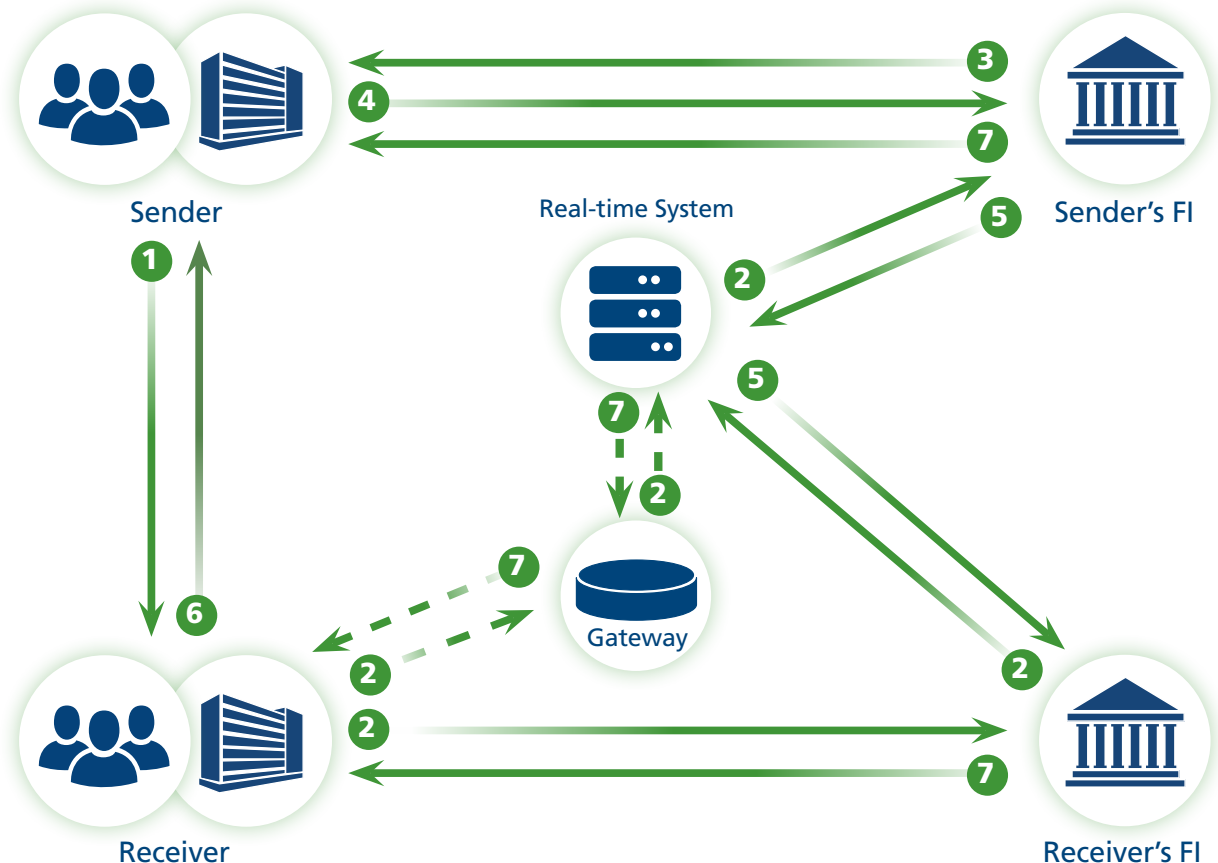 3
4
7
Sender
Real-time System
Sender's FI
5
1
2
5
7
2
7
6
Gateway
2
2
2
7
Receiver
Receiver's FI